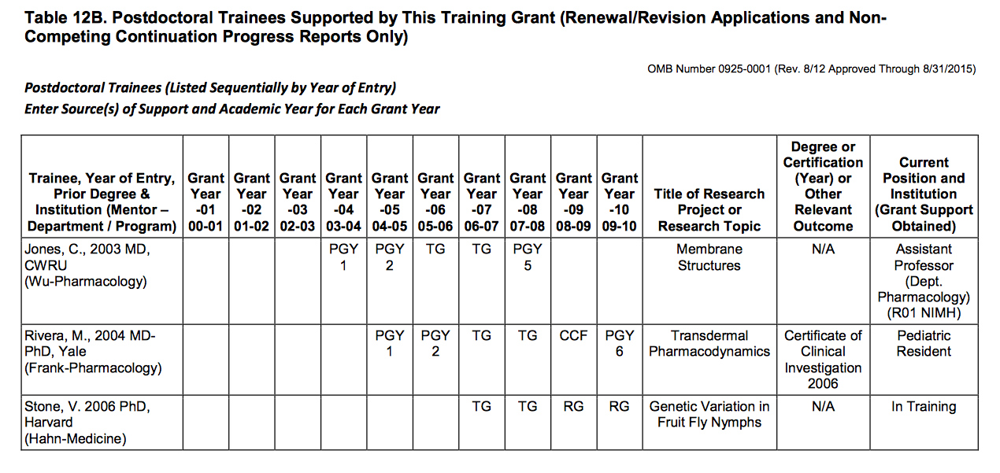 Table 12B. Postdoctoral Trainees Supported by This Training Grant (Renewal/Revision Applications and Non-
Competing Continuation Progress Reports Only)
OMB Number 0925-0001 (Rev. 8/12 Approved Through 8/31/2015)
Postdoctoral Trainees (Listed Sequentially by Year of Entry)
Enter Source(s) of Support and Academic Year for Each Grant Year
Trainee, Year of Entry,
Prior Degree &
Institution (Mentor –
Department / Program)
Grant
Year
-01
00-01
Grant
Year
-02
01-02
Grant
Year
-03
02-03
Grant
Year
-04
03-04
Grant
Year
-05
04-05
Grant
Year
-06
05-06
Grant
Year
-07
06-07
Grant
Year
-08
07-08
Grant
Year
-09
08-09
Grant
Year
-10
09-10
Title of Research
Project or
Research Topic
Degree or
Certification
(Year) or
Other
Relevant
Outcome
Current
Position and
Institution
(Grant Support
Obtained)
Jones, C., 2003 MD,
CWRU
(Wu-Pharmacology)
PGY
1
PGY
2
TG
TG
PGY
5
Membrane
Structures
N/A
Assistant
Professor
(Dept.
Pharmacology)
(R01 NIMH)
Rivera, M., 2004 MD-
PhD, Yale
(Frank-Pharmacology)
PGY
1
PGY
2
TG
TG
CCF
PGY
6
Transdermal
Pharmacodynamics
Certificate of
Clinical
Investigation
2006
Pediatric
Resident
Stone, V. 2006 PhD,
Harvard
(Hahn-Medicine)
TG
TG
RG
RG
Genetic Variation in
Fruit Fly Nymphs
N/A
In Training